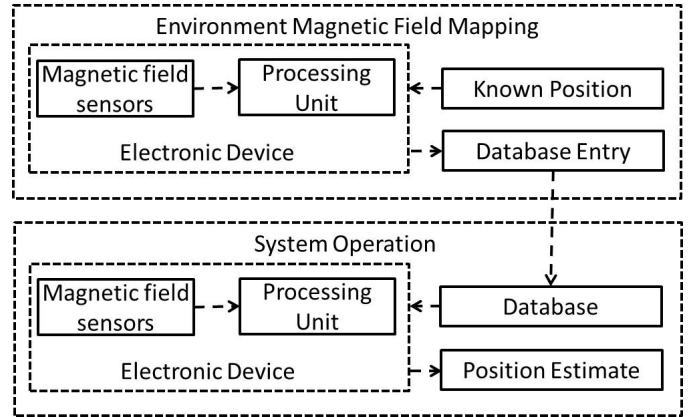 Environment Magnetic Field Mapping
Magnetic field
sensors
Processing
Unit
Known Position
Electronic Device
Database Entry
System Operation
Magnetic field
sensors
Processing
Unit
Database
Electronic Device
Position Estimate